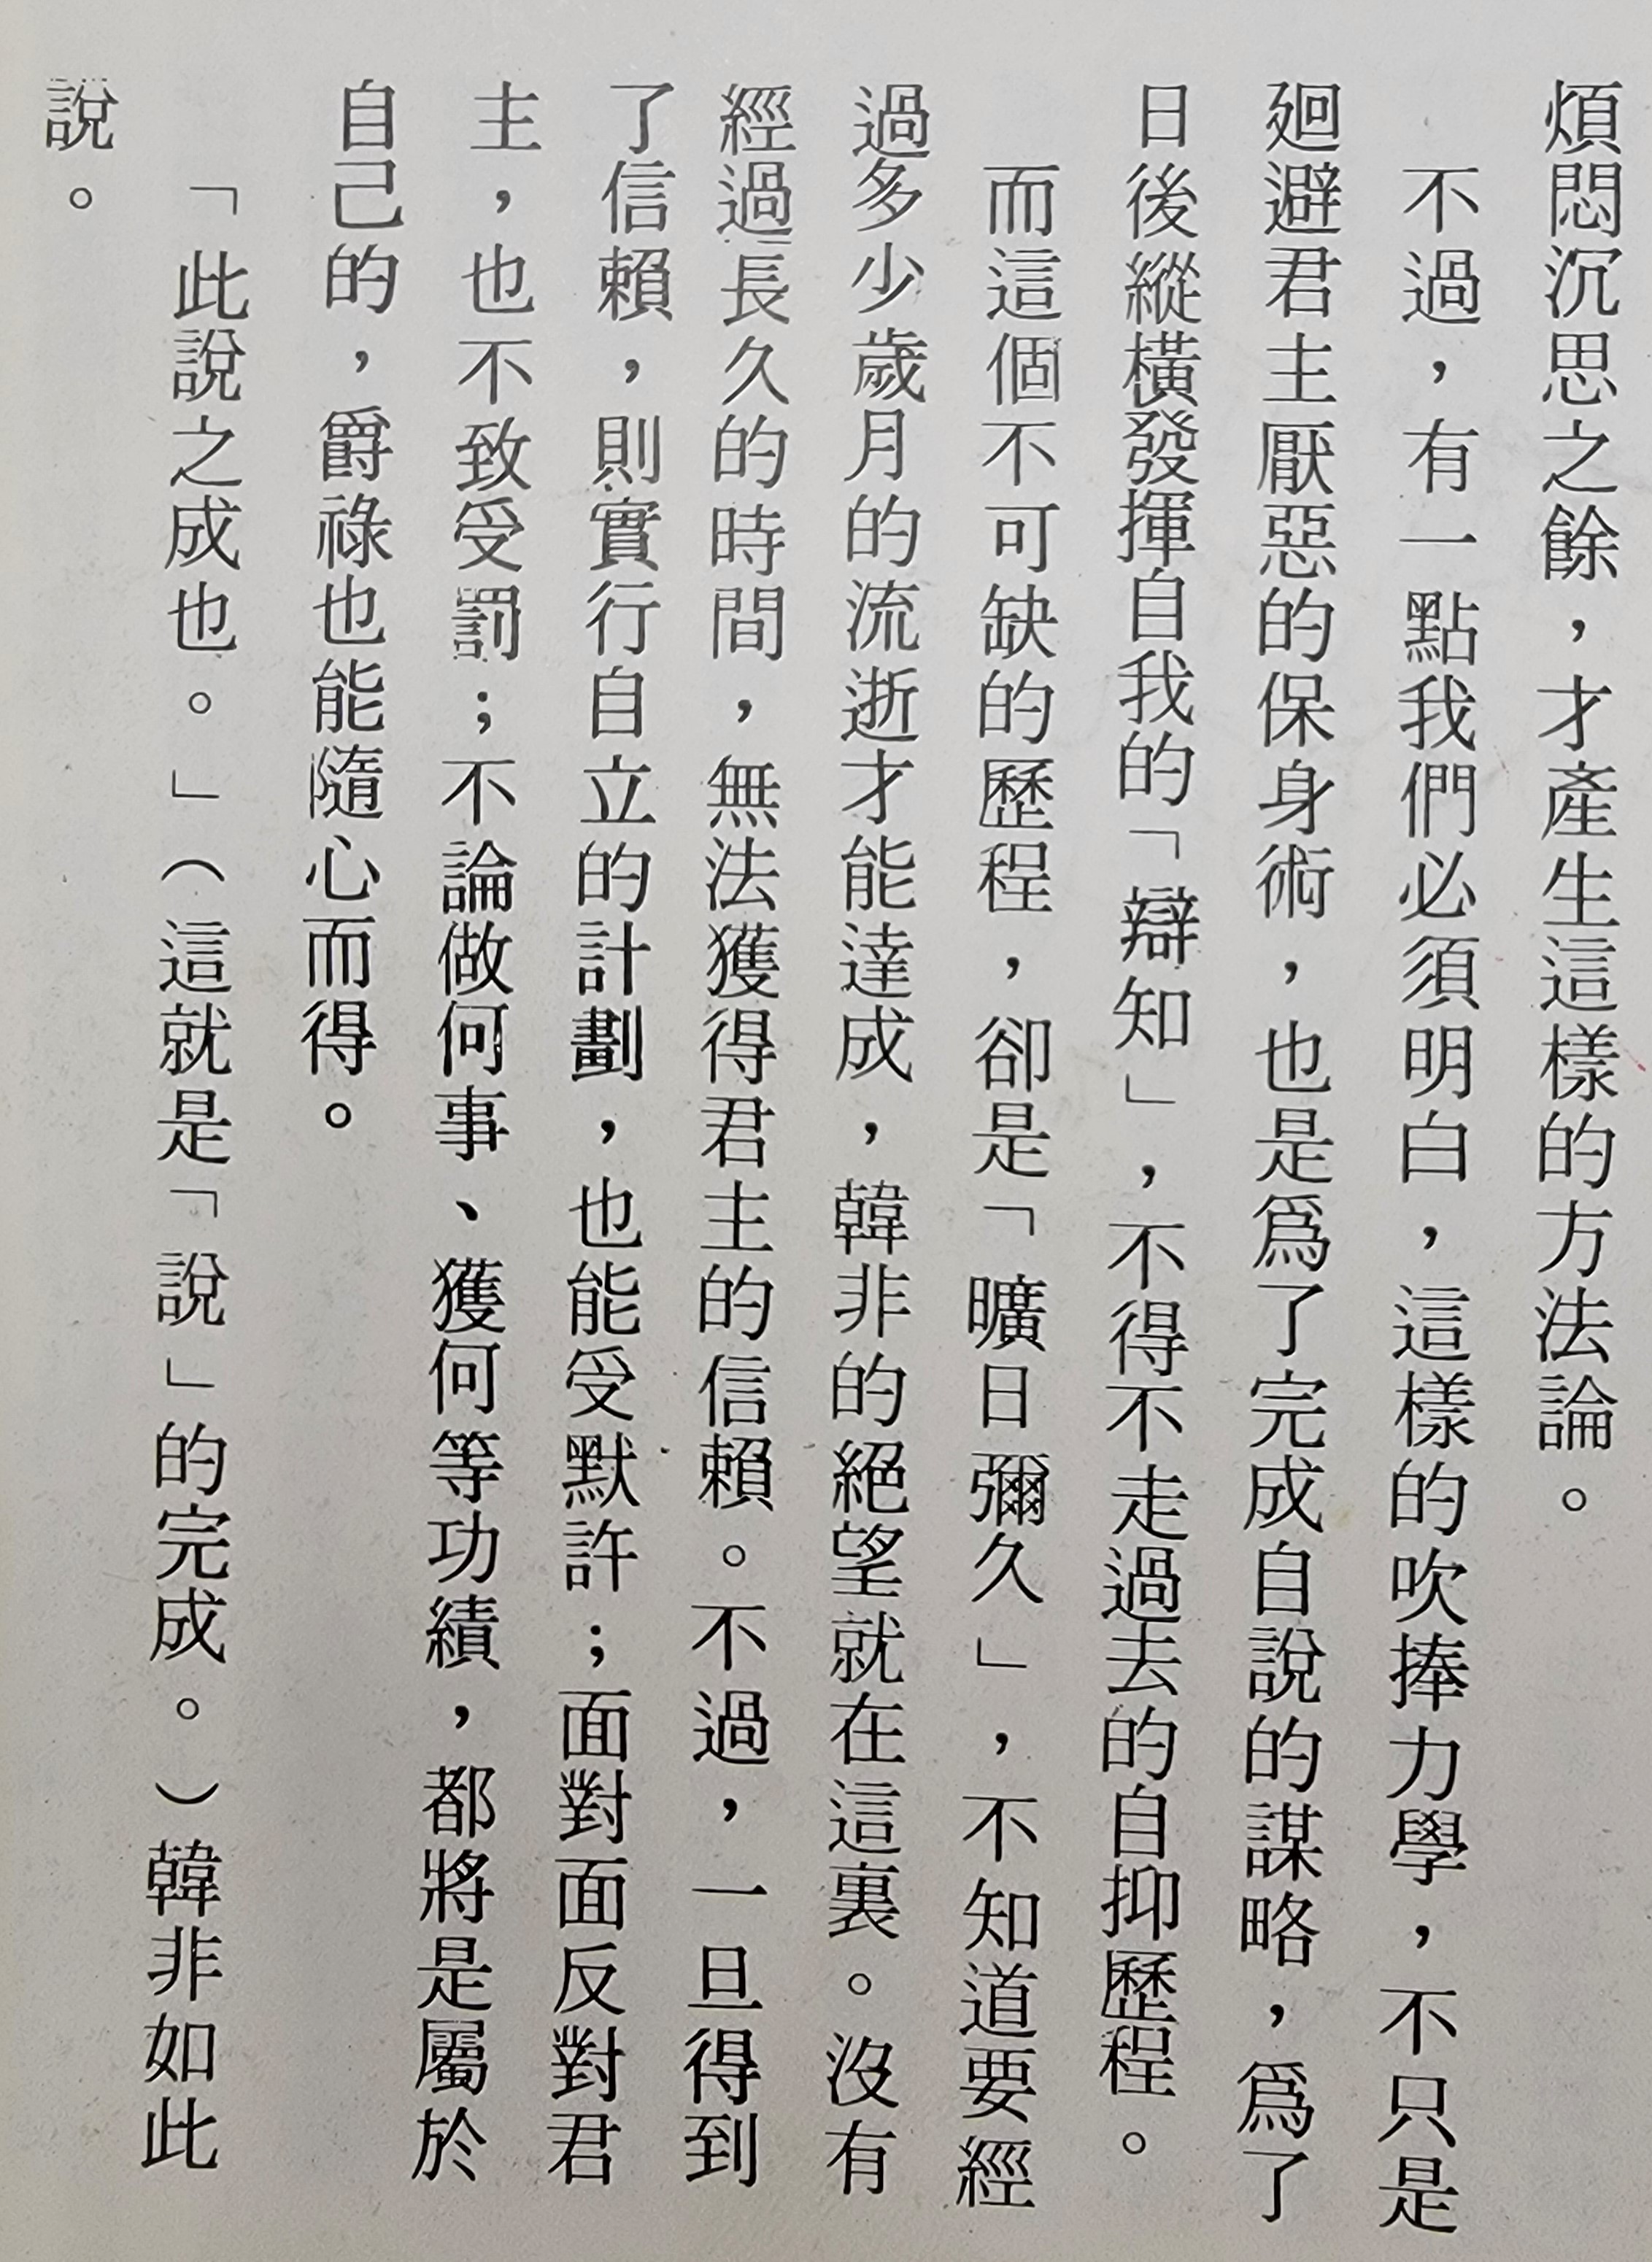 煩悶沉思之餘，才產生這樣的方法論。
不過，有一點我們必須明白，這樣的吹捧力學，不只是
廻避君主厭惡的保身術，也是爲了完成自說的謀略，爲了
日後縱橫發揮自我的「辯知」，不得不走過去的自抑歷程。
而這個不可缺的歷程，卻是「曠日彌久」，不知道要經
過多少歲月的流逝才能達成，韓非的絕望就在這裏。沒有
經過長久的時間，無法獲得君主的信賴。不過，一旦得到
了信賴，則實行自立的計劃，也能受默許；面對面反對君
主，也不致受罰；不論做何事、獲何等功績，都將是屬於
自己的，爵祿也能隨心而得。
「此說之成也。」（這就是「說」的完成。）韓非如此
說。